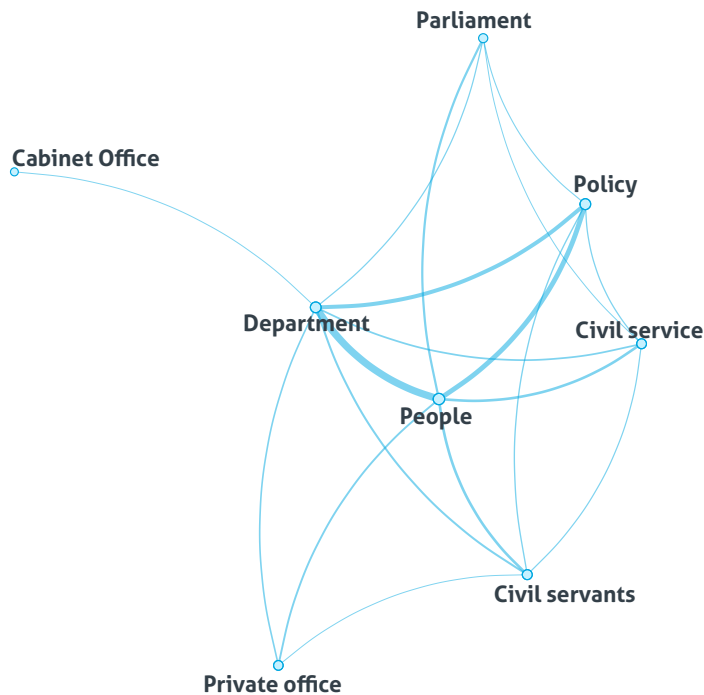 Parliament
Cabinet Office
Policy
Department
Civil service
People
Civil servants
Private office